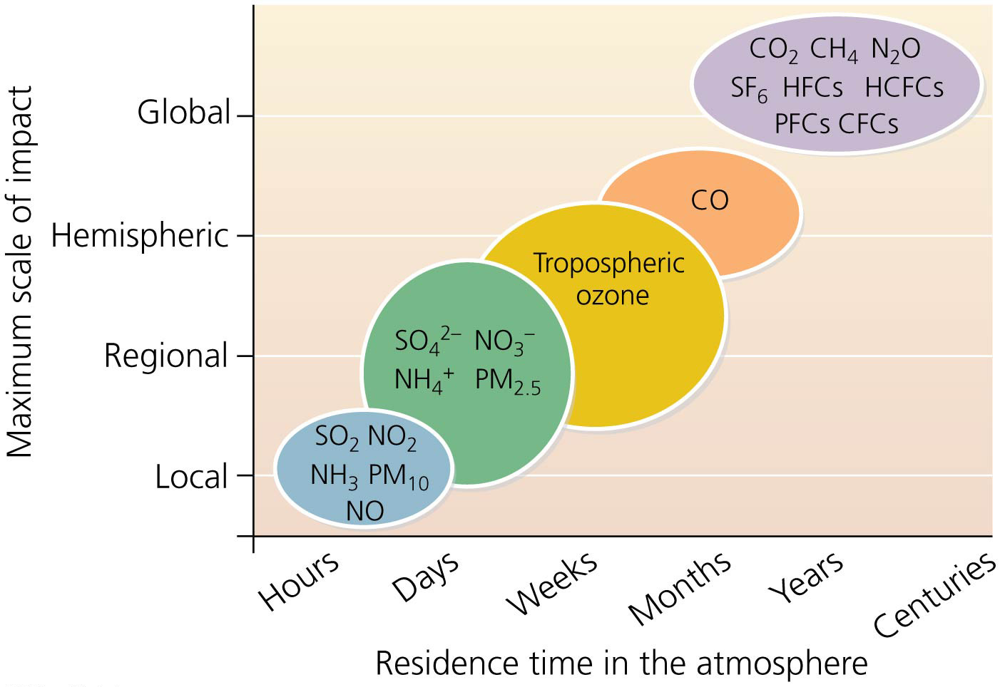 Maximum scale of impact
Global
Hemispheric
Regional
Local
CO₂ CH₄ N₂O
SF₆ HFCs HCFCs
PFCs CFCs
CO
Tropospheric
ozone
SO₄²⁻ NO₃⁻
NH₄⁺ PM₂.₅
SO₂ NO₂
NH₃ PM₁₀
NO
Hours
Days
Weeks
Months
Years
Centuries
Residence time in the atmosphere